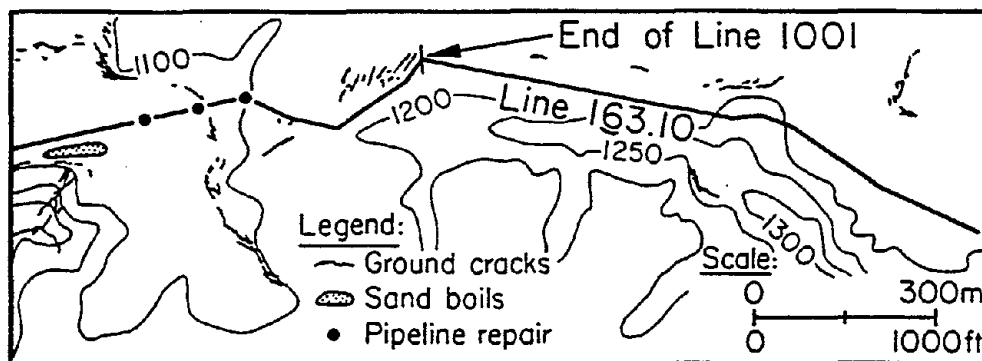 End of Line 1001
1100
1200
Line 163.10
1250
1300
Legend:
Ground cracks
Sand boils
Pipeline repair
Scale:
0 300m
0 1000ft